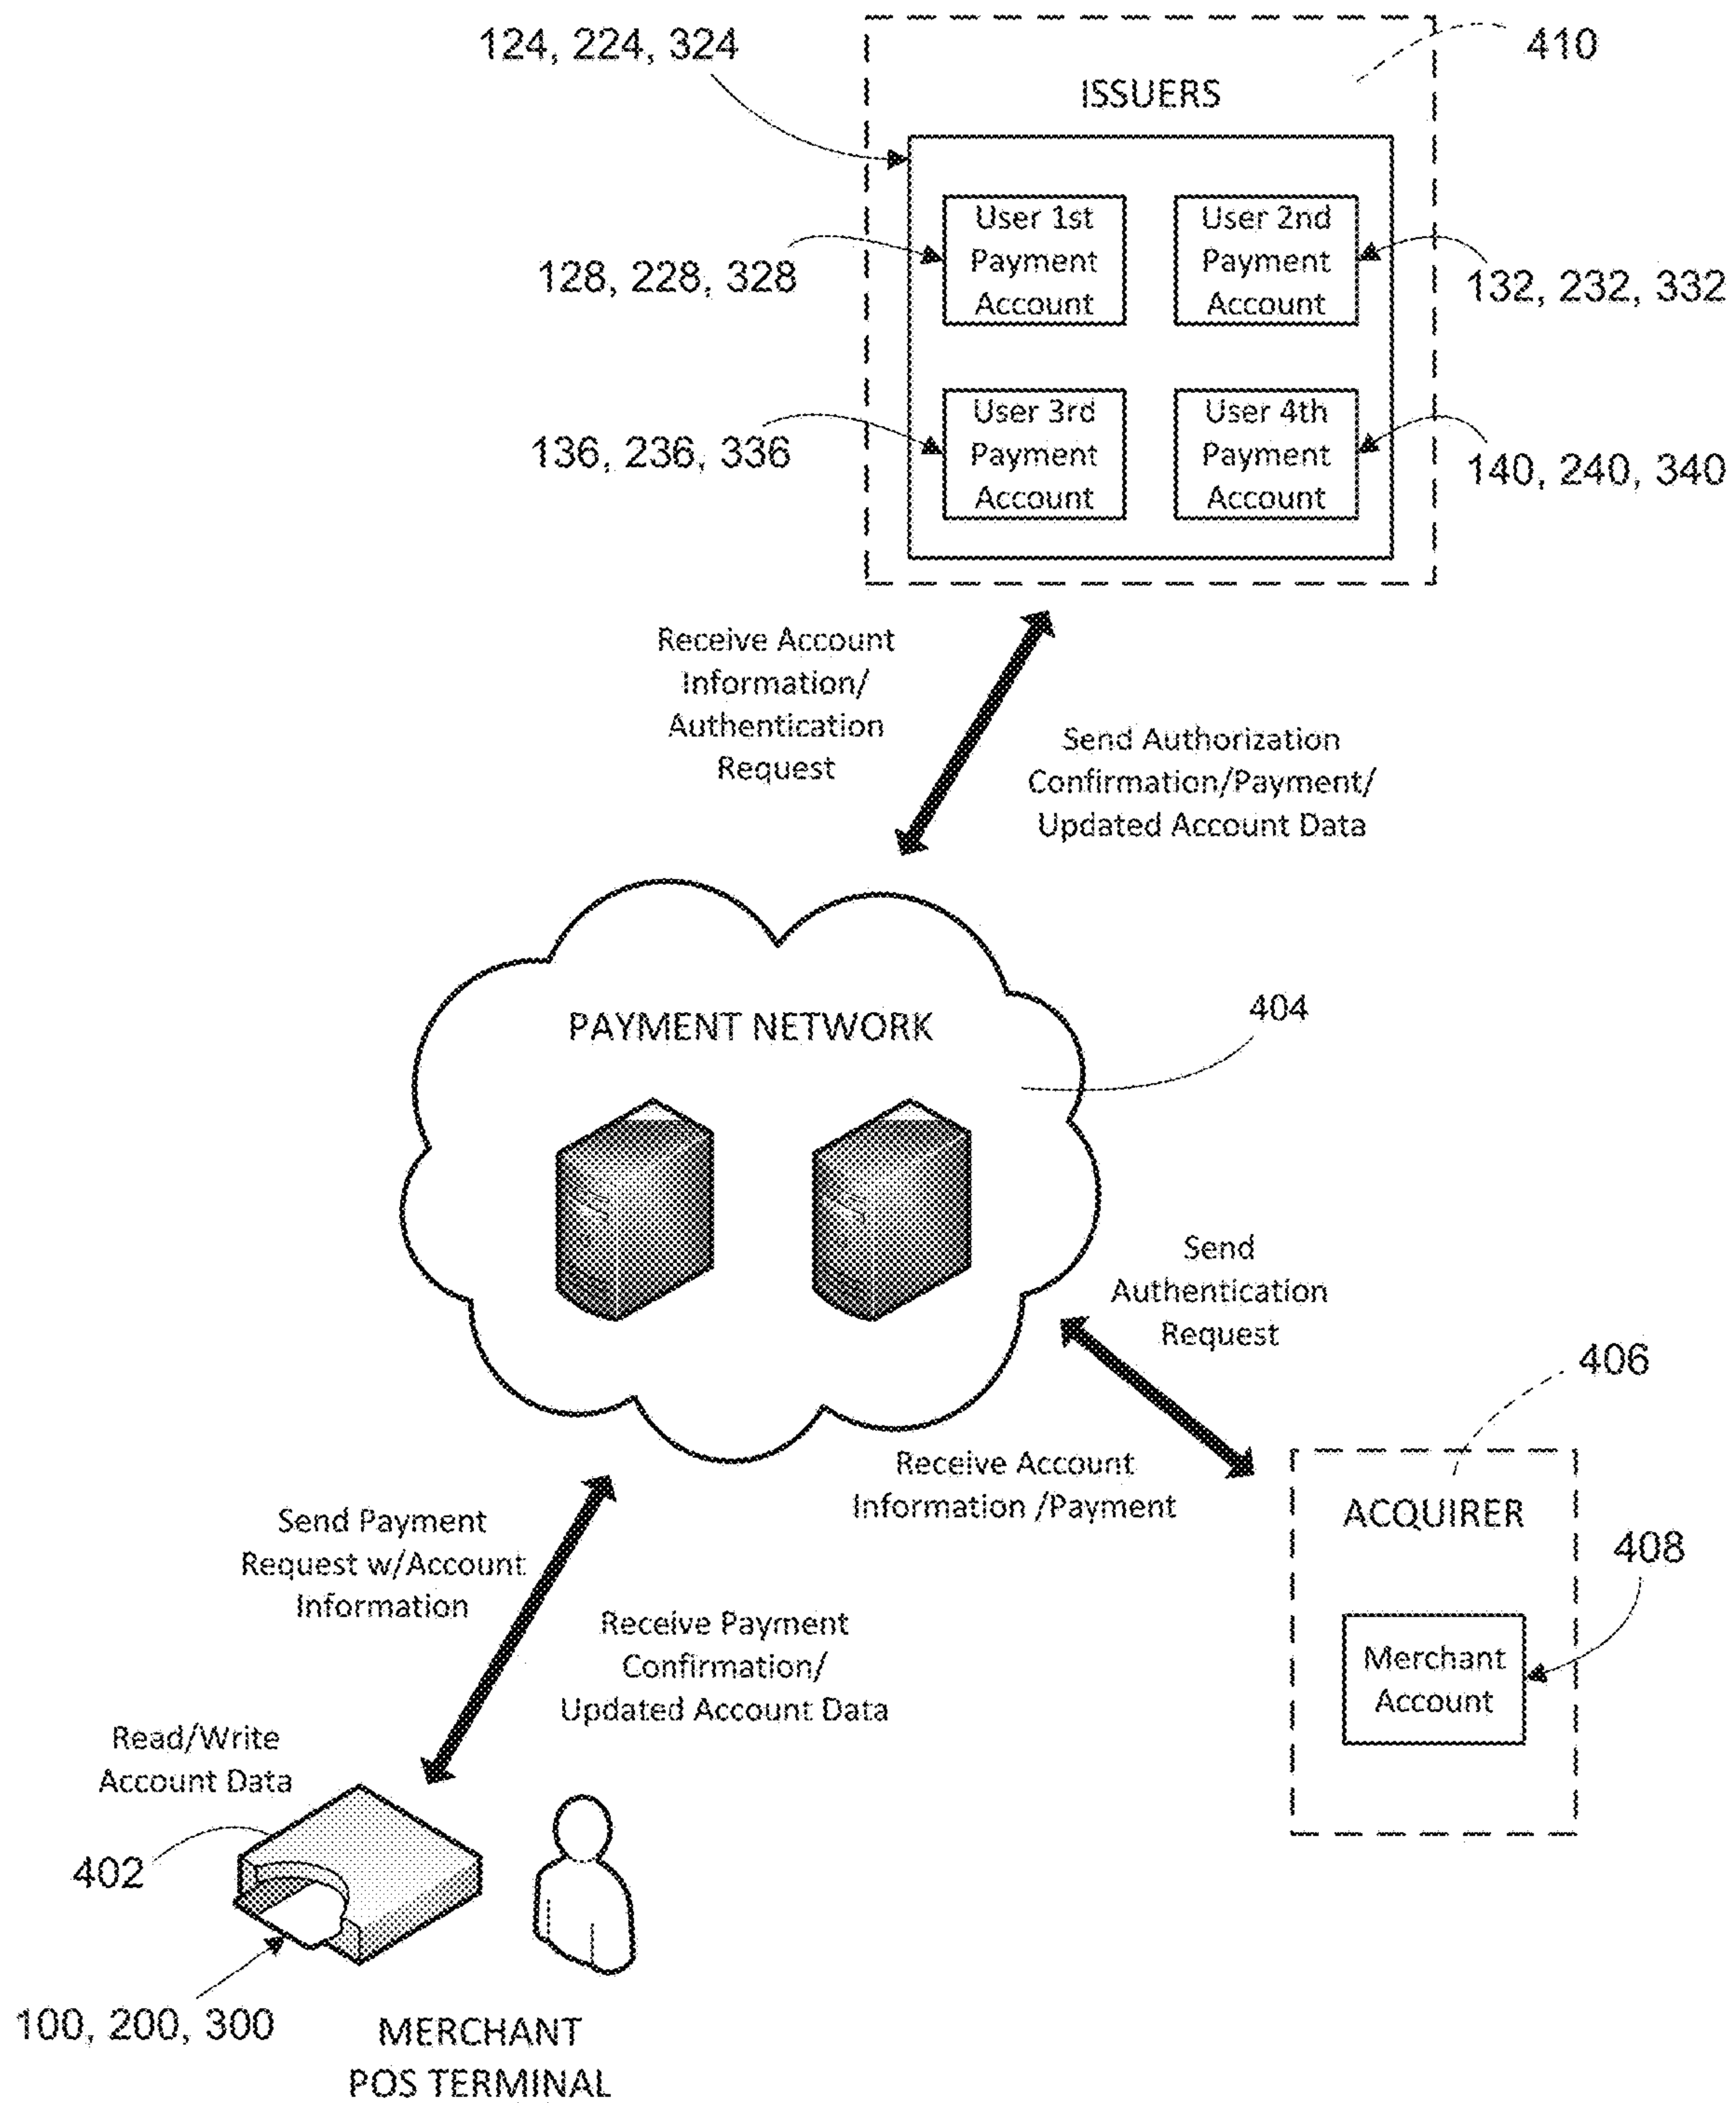 124, 224, 324
410
ISSUERS
User 1st
Payment
Account
User 2nd
Payment
Account
128, 228, 328
132, 232, 332
User 3rd
Payment
Account
User 4th
Payment
Account
136, 236, 336
140, 240, 340
Receive Account
Information/
Authentication
Request
Send Authorization
Confirmation/Payment/
Updated Account Data
PAYMENT NETWORK
404
Send
Authentication
Request
406
Receive Account
Information /Payment
ACQUIRER
408
Merchant
Account
Send Payment
Request w/Account
Information
Receive Payment
Confirmation/
Updated Account Data
Read/Write
Account Data
402
100, 200, 300
MERCHANT
POS TERMINAL